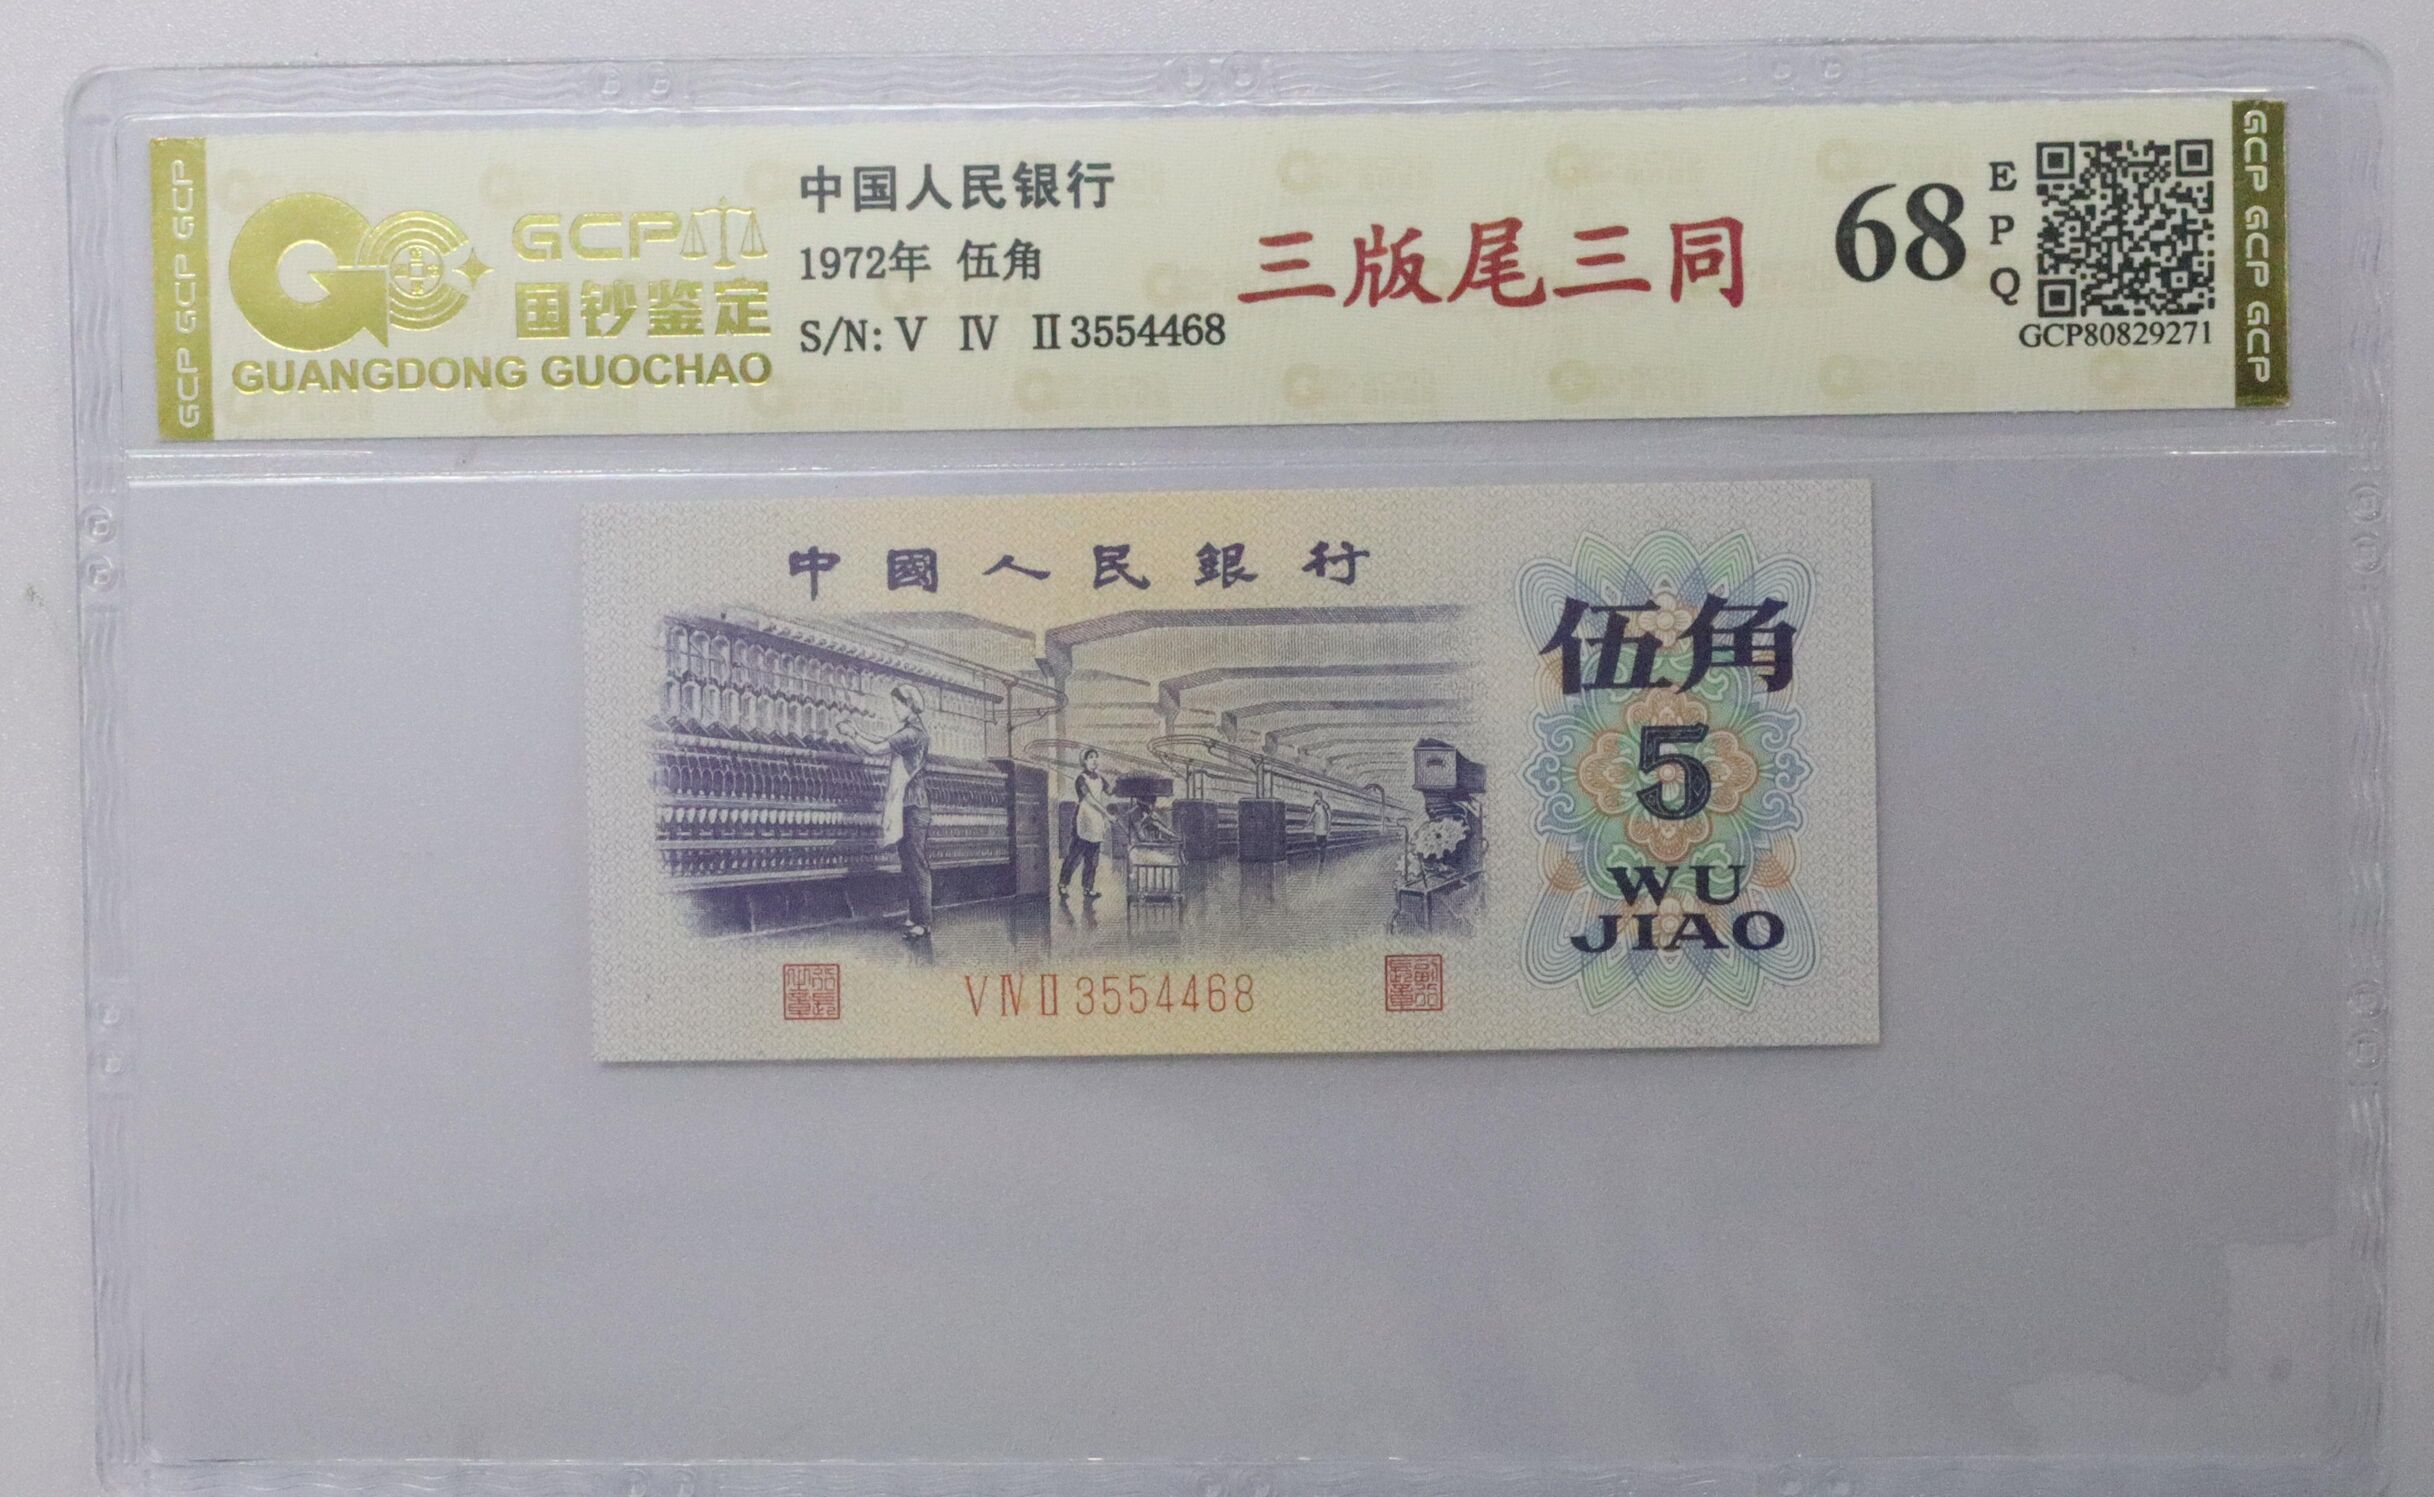 GCP GCP GCP
GCP
国钞鉴定
GUANGDONG GUOCHAO
中国人民银行
1972年 伍角
S/N: V IV II 3554468
三版尾三同
68
E
P
Q
GCP80829271
GCP GCP GCP
中國人民銀行
伍角
5
WU
JIAO
V IV II 3554468